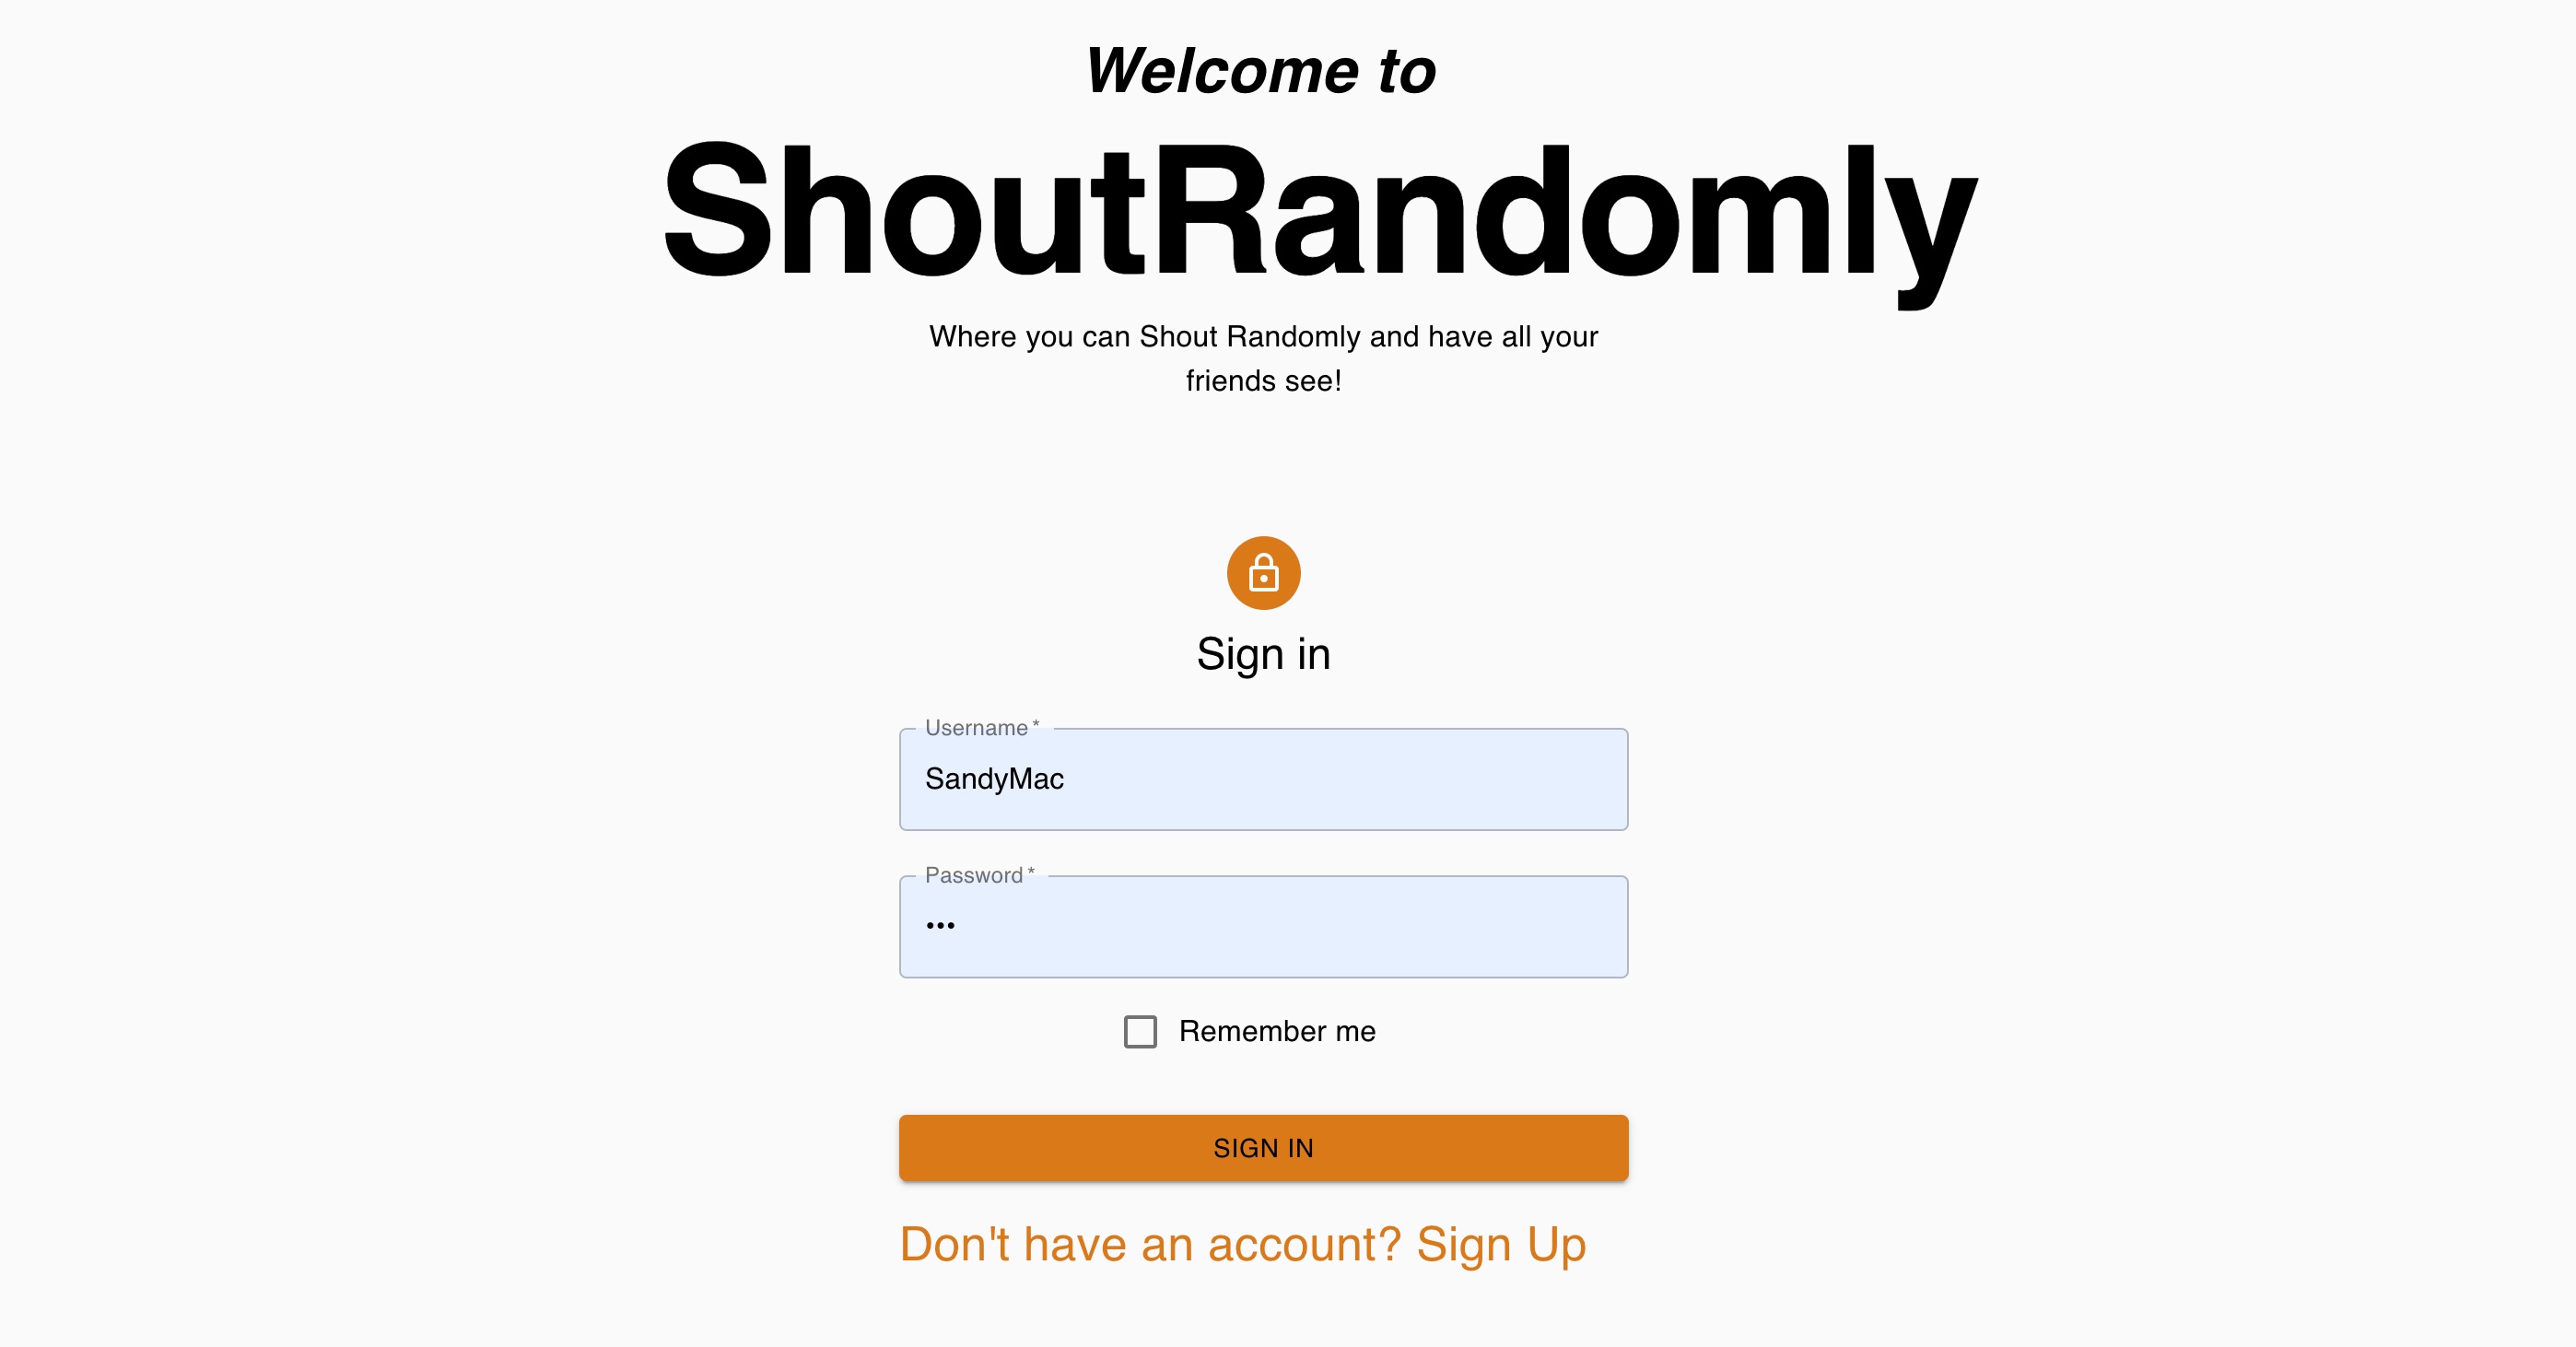 Welcome to
ShoutRandomly
Where you can Shout Randomly and have all your
friends see!
Sign in
Username *
SandyMac
Password *
•••
Remember me
SIGN IN
Don't have an account? Sign Up